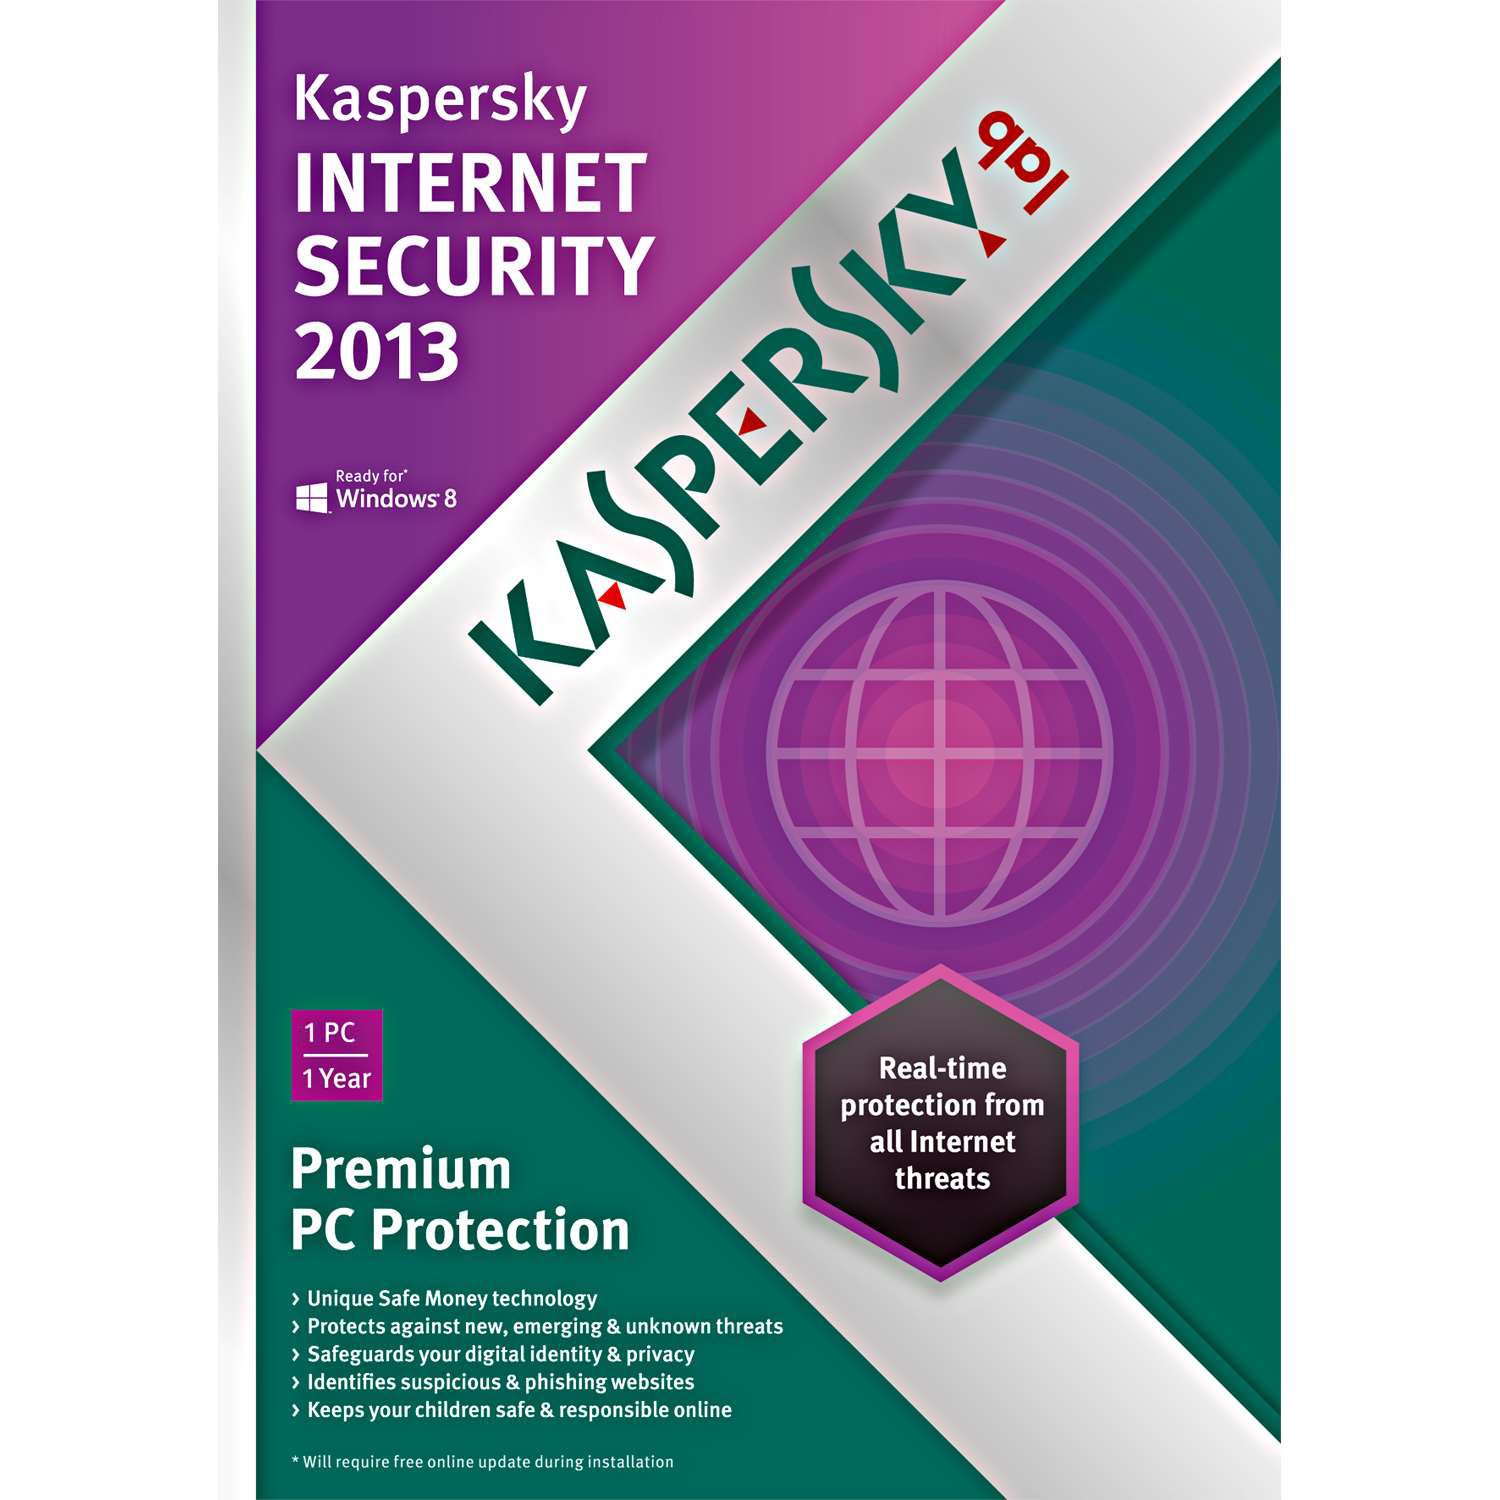 Kaspersky
INTERNET
SECURITY
2013
Ready for*
Windows® 8
KASPERSKY lab
1 PC
1 Year
Real-time
protection from
all Internet
threats
Premium
PC Protection
› Unique Safe Money technology
› Protects against new, emerging & unknown threats
› Safeguards your digital identity & privacy
› Identifies suspicious & phishing websites
› Keeps your children safe & responsible online
* Will require free online update during installation